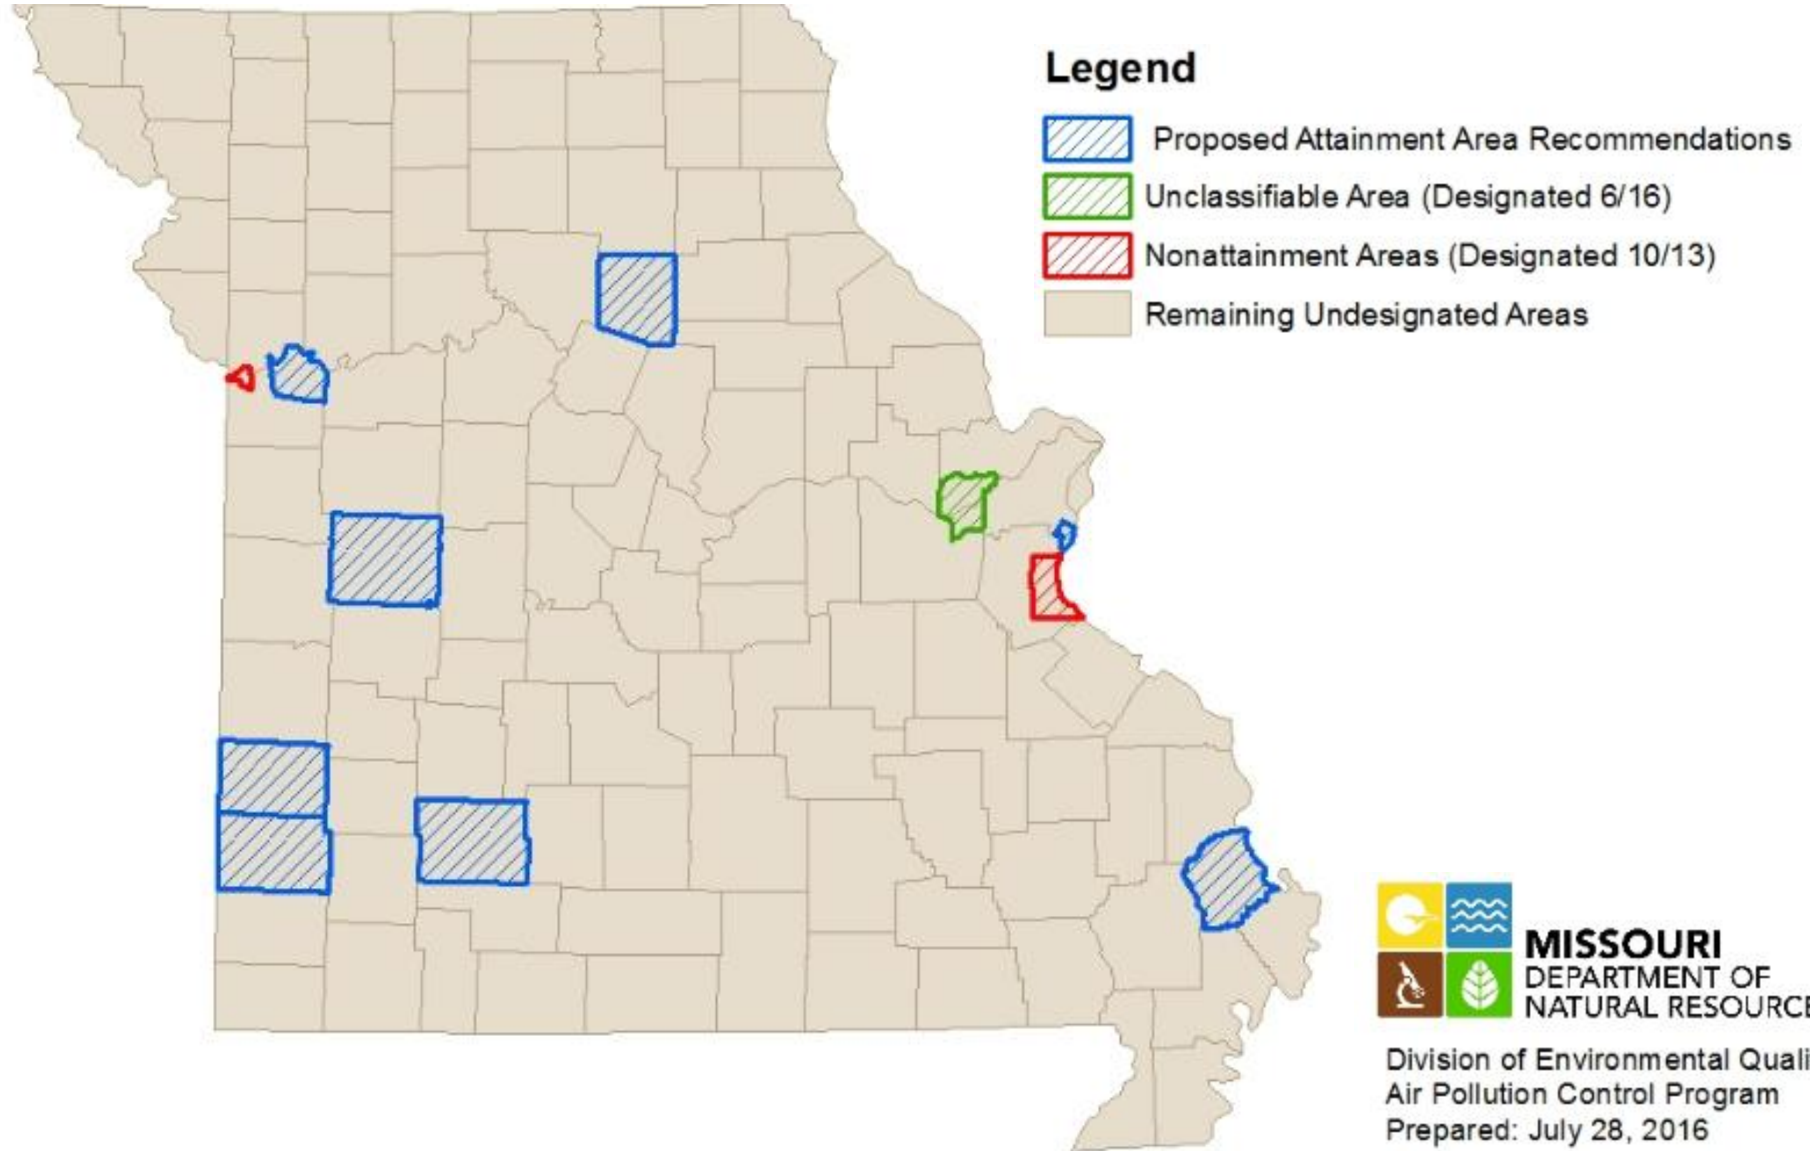 Legend
Proposed Attainment Area Recommendations
Unclassifiable Area (Designated 6/16)
Nonattainment Areas (Designated 10/13)
Remaining Undesignated Areas
MISSOURI
DEPARTMENT OF
NATURAL RESOURCE
Division of Environmental Quali
Air Pollution Control Program
Prepared: July 28, 2016